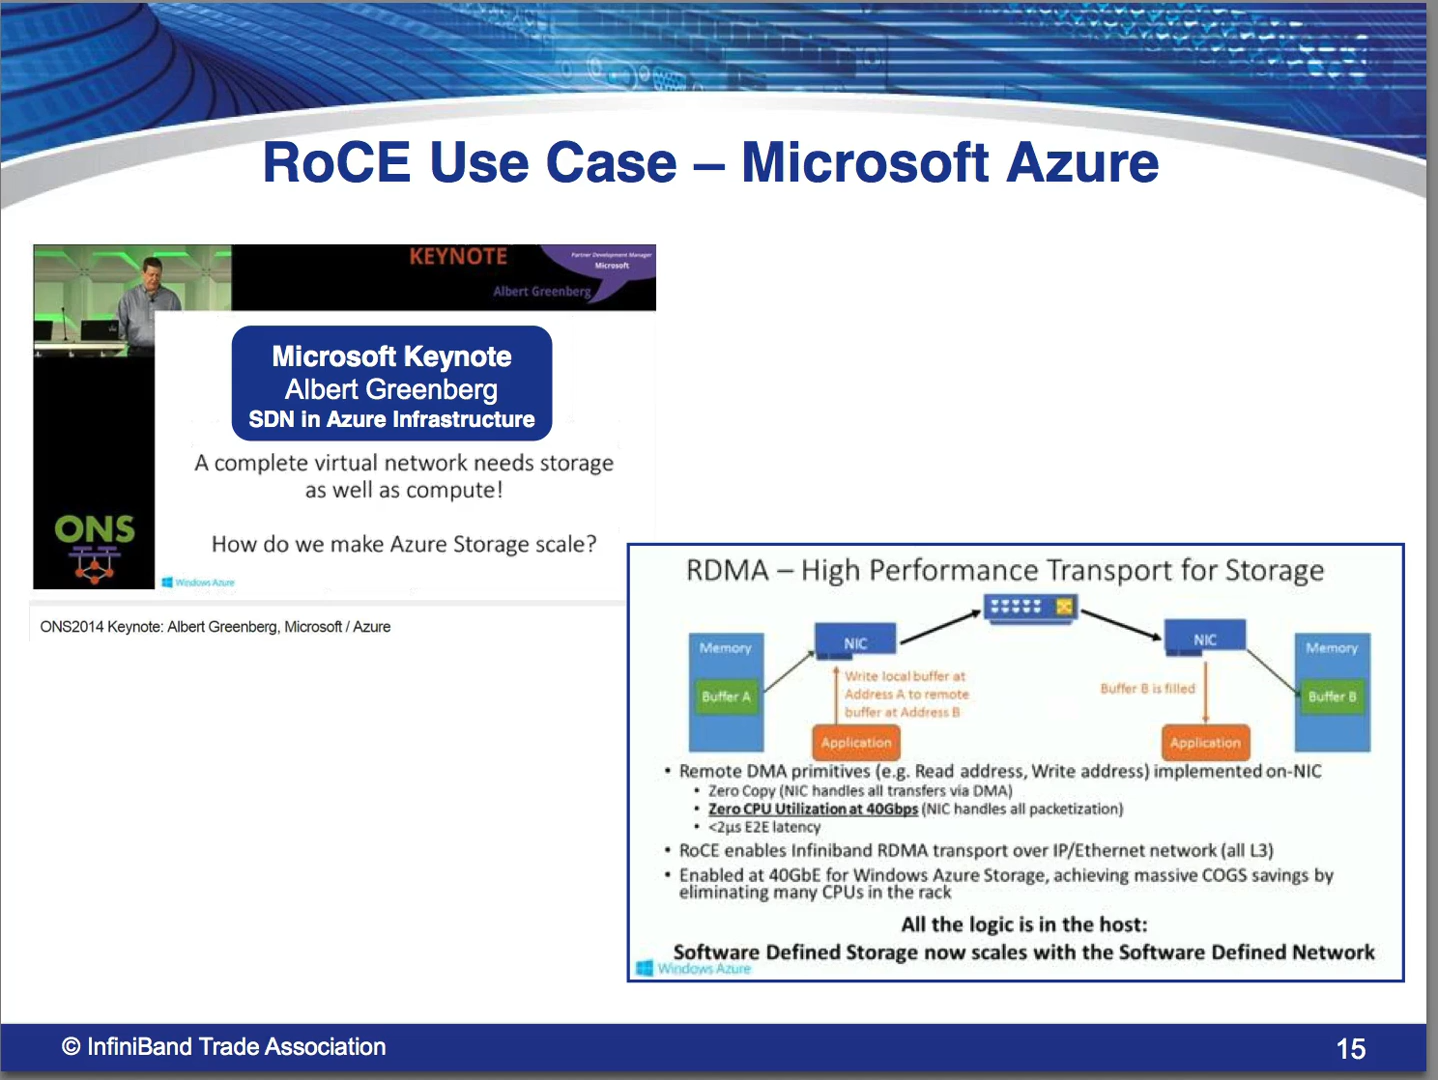 RoCE Use Case – Microsoft Azure
KEYNOTE
Partner Development Manager
Microsoft
Albert Greenberg
Microsoft Keynote
Albert Greenberg
SDN in Azure Infrastructure
A complete virtual network needs storage
as well as compute!
How do we make Azure Storage scale?
ONS
Windows Azure
ONS2014 Keynote: Albert Greenberg, Microsoft / Azure
RDMA – High Performance Transport for Storage
Memory
Buffer A
NIC
Write local buffer at
Address A to remote
buffer at Address B
Application
NIC
Buffer B is filled
Application
Memory
Buffer B
• Remote DMA primitives (e.g. Read address, Write address) implemented on-NIC
• Zero Copy (NIC handles all transfers via DMA)
• Zero CPU Utilization at 40Gbps (NIC handles all packetization)
• <2μs E2E latency
• RoCE enables Infiniband RDMA transport over IP/Ethernet network (all L3)
• Enabled at 40GbE for Windows Azure Storage, achieving massive COGS savings by
eliminating many CPUs in the rack
All the logic is in the host:
Software Defined Storage now scales with the Software Defined Network
Windows Azure
© InfiniBand Trade Association
15